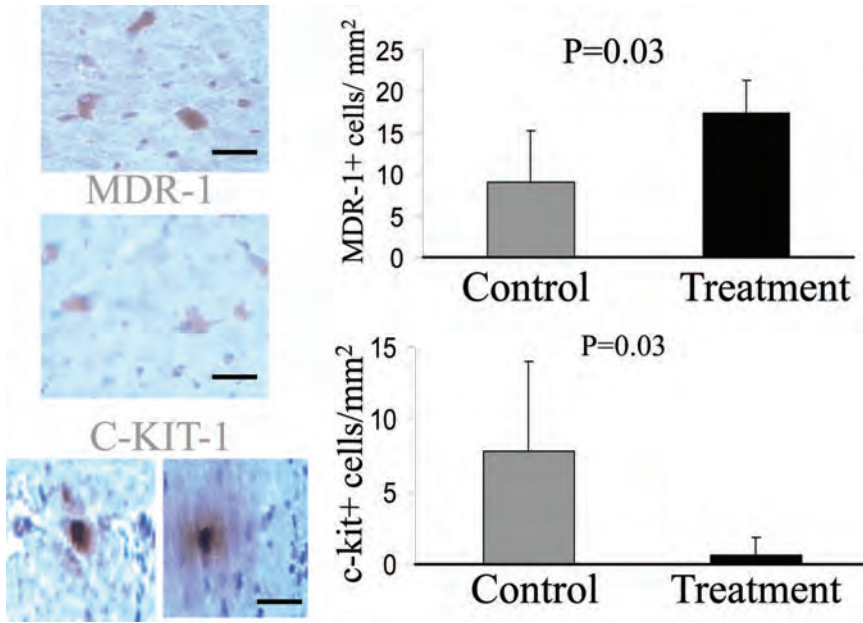 MDR-1
C-KIT-1
MDR-1+ cells/ mm²
25
20
15
10
5
0
P=0.03
Control
Treatment
c-kit+ cells/mm²
15
10
5
0
P=0.03
Control
Treatment